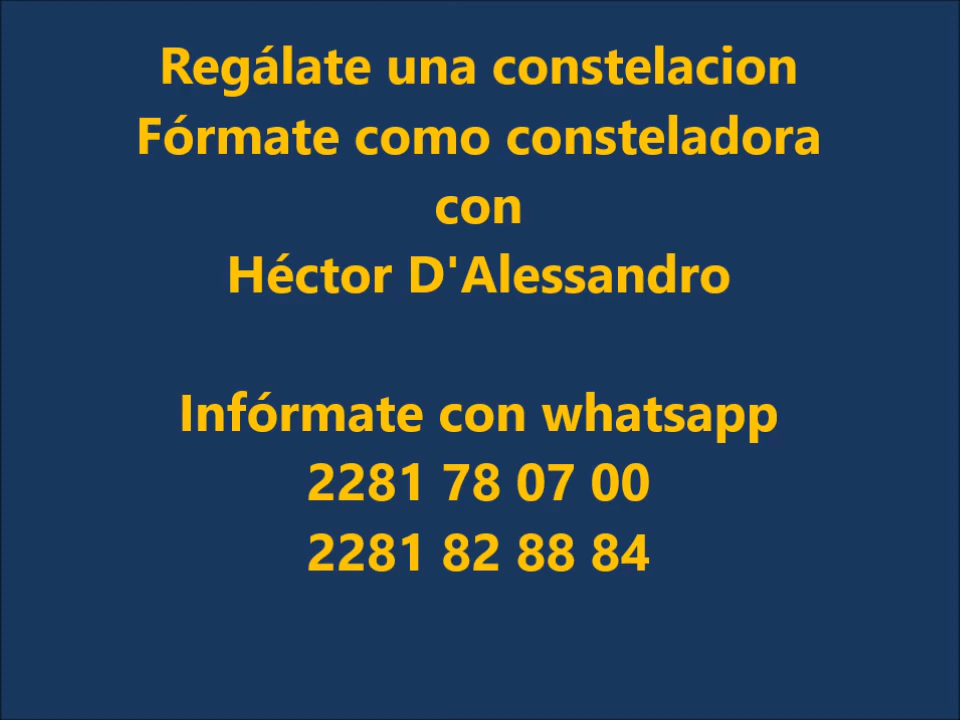 Regálate una constelacion
Fórmate como consteladora
con
Héctor D'Alessandro
Infórmate con whatsapp
2281 78 07 00
2281 82 88 84